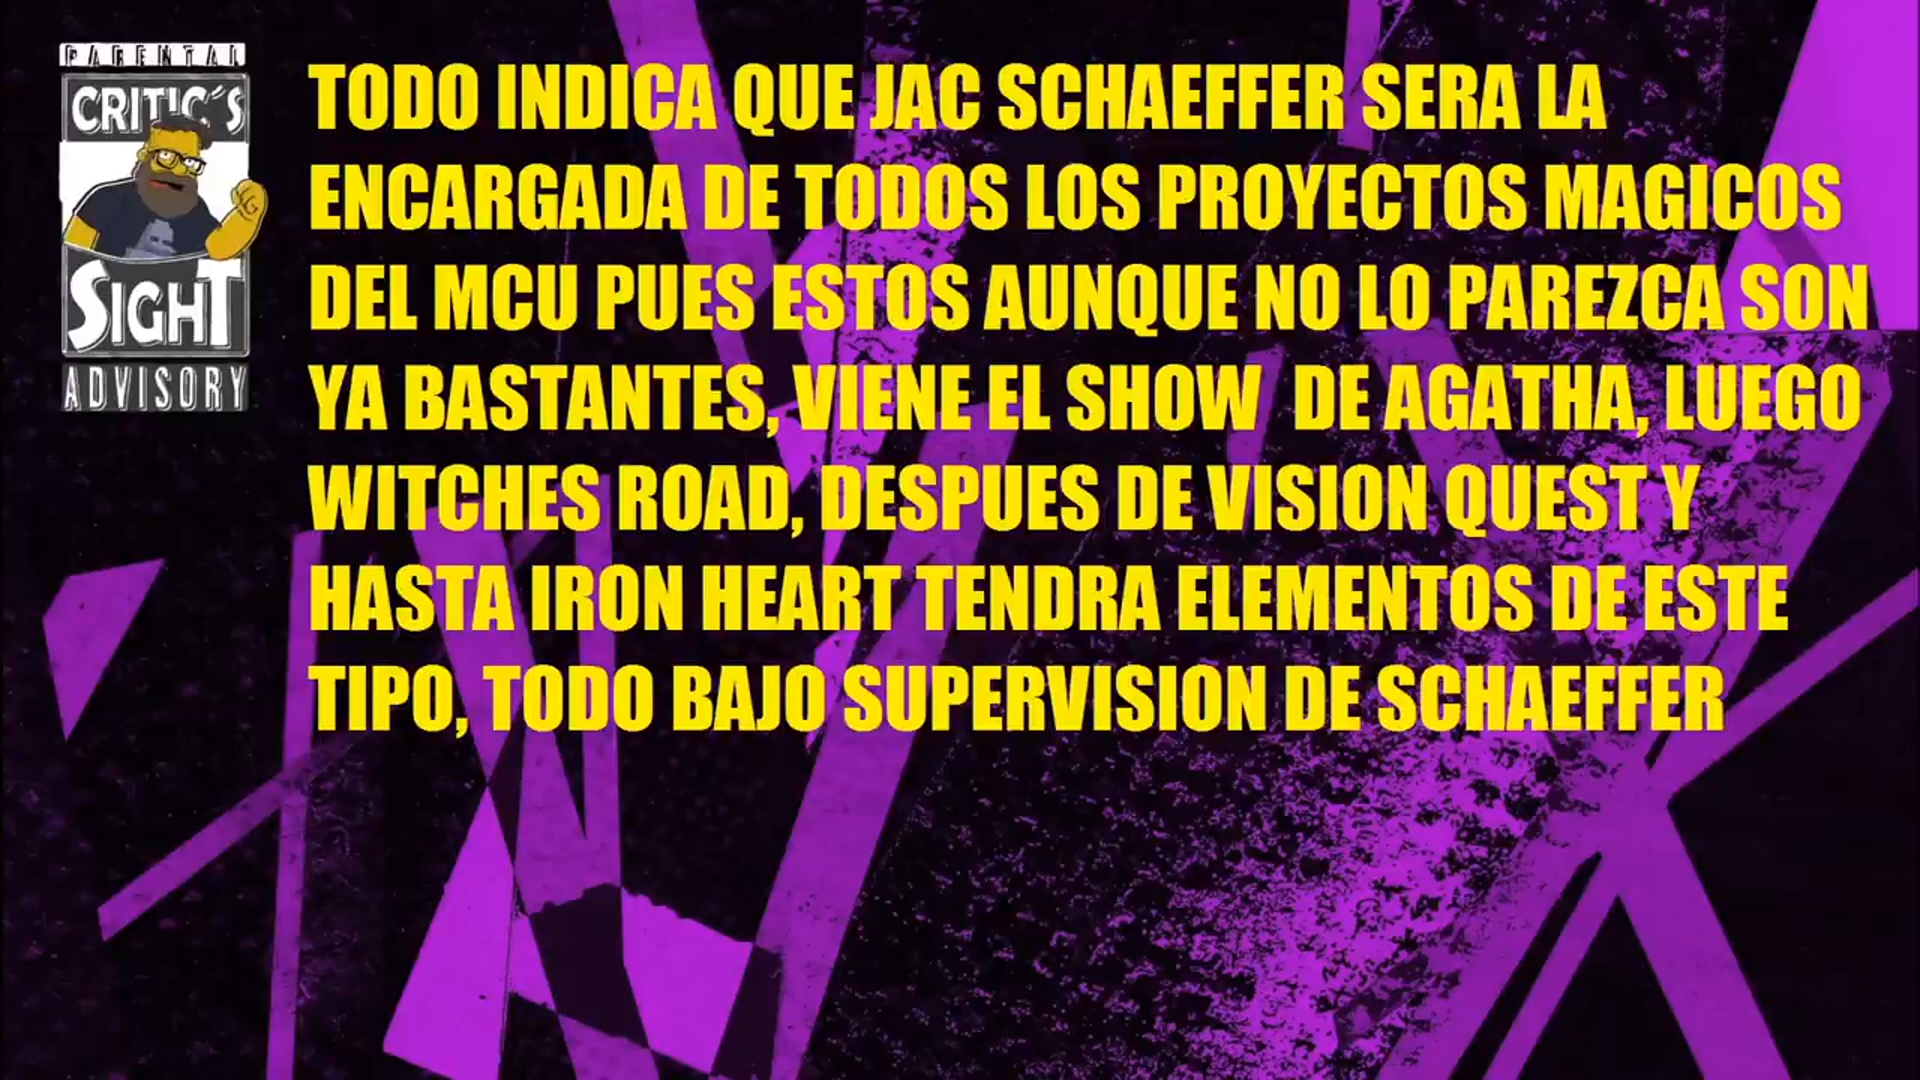 PARENTAL
CRITIC´S
SIGHT
ADVISORY
TODO INDICA QUE JAC SCHAEFFER SERA LA
ENCARGADA DE TODOS LOS PROYECTOS MAGICOS
DEL MCU PUES ESTOS AUNQUE NO LO PAREZCA SON
YA BASTANTES, VIENE EL SHOW DE AGATHA, LUEGO
WITCHES ROAD, DESPUES DE VISION QUEST Y
HASTA IRON HEART TENDRA ELEMENTOS DE ESTE
TIPO, TODO BAJO SUPERVISION DE SCHAEFFER